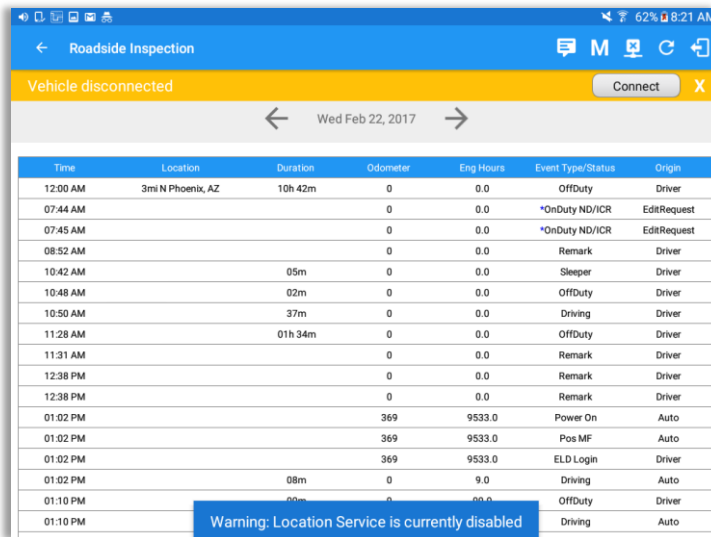 62% 8:21 AM
Roadside Inspection M
Vehicle disconnected Connect X
Wed Feb 22, 2017
Time Location Duration Odometer Eng Hours Event Type/Status Origin
12:00 AM 3mi N Phoenix, AZ 10h 42m 0 0.0 OffDuty Driver
07:44 AM 0 0.0 *OnDuty ND/ICR EditRequest
07:45 AM 0 0.0 *OnDuty ND/ICR EditRequest
08:52 AM 0 0.0 Remark Driver
10:42 AM 05m 0 0.0 Sleeper Driver
10:48 AM 02m 0 0.0 OffDuty Driver
10:50 AM 37m 0 0.0 Driving Driver
11:28 AM 01h 34m 0 0.0 OffDuty Driver
11:31 AM 0 0.0 Remark Driver
12:38 PM 0 0.0 Remark Driver
12:38 PM 0 0.0 Remark Driver
01:02 PM 369 9533.0 Power On Auto
01:02 PM 369 9533.0 Pos MF Auto
01:02 PM 369 9533.0 ELD Login Driver
01:02 PM 08m 0 9.0 Driving Auto
01:10 PM OffDuty Driver
01:10 PM Driving Auto
Warning: Location Service is currently disabled